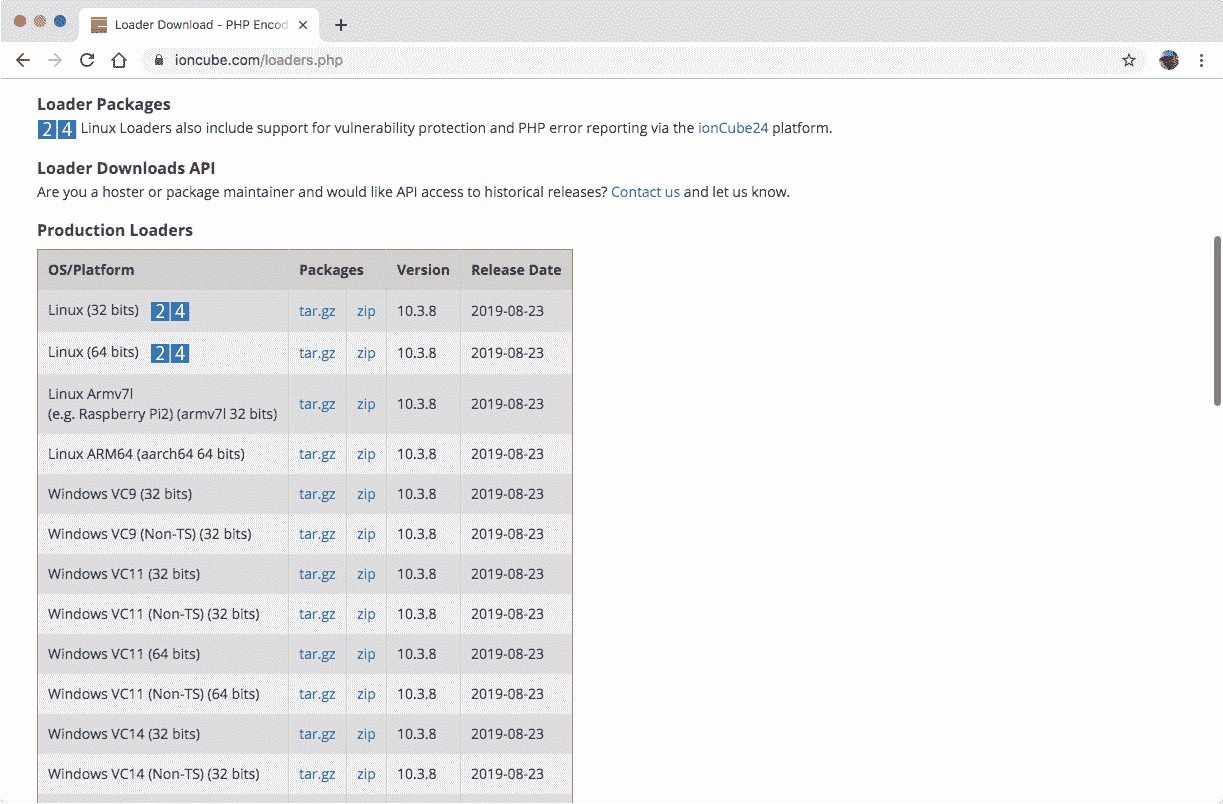 Loader Download - PHP Encod
ioncube.com/loaders.php
Loader Packages
24 Linux Loaders also include support for vulnerability protection and PHP error reporting via the ionCube24 platform.
Loader Downloads API
Are you a hoster or package maintainer and would like API access to historical releases? Contact us and let us know.
Production Loaders
OS/Platform Packages Version Release Date
Linux (32 bits) 24 tar.gz zip 10.3.8 2019-08-23
Linux (64 bits) 24 tar.gz zip 10.3.8 2019-08-23
Linux Armv7l
(e.g. Raspberry Pi2) (armv7l 32 bits) tar.gz zip 10.3.8 2019-08-23
Linux ARM64 (aarch64 64 bits) tar.gz zip 10.3.8 2019-08-23
Windows VC9 (32 bits) tar.gz zip 10.3.8 2019-08-23
Windows VC9 (Non-TS) (32 bits) tar.gz zip 10.3.8 2019-08-23
Windows VC11 (32 bits) tar.gz zip 10.3.8 2019-08-23
Windows VC11 (Non-TS) (32 bits) tar.gz zip 10.3.8 2019-08-23
Windows VC11 (64 bits) tar.gz zip 10.3.8 2019-08-23
Windows VC11 (Non-TS) (64 bits) tar.gz zip 10.3.8 2019-08-23
Windows VC14 (32 bits) tar.gz zip 10.3.8 2019-08-23
Windows VC14 (Non-TS) (32 bits) tar.gz zip 10.3.8 2019-08-23